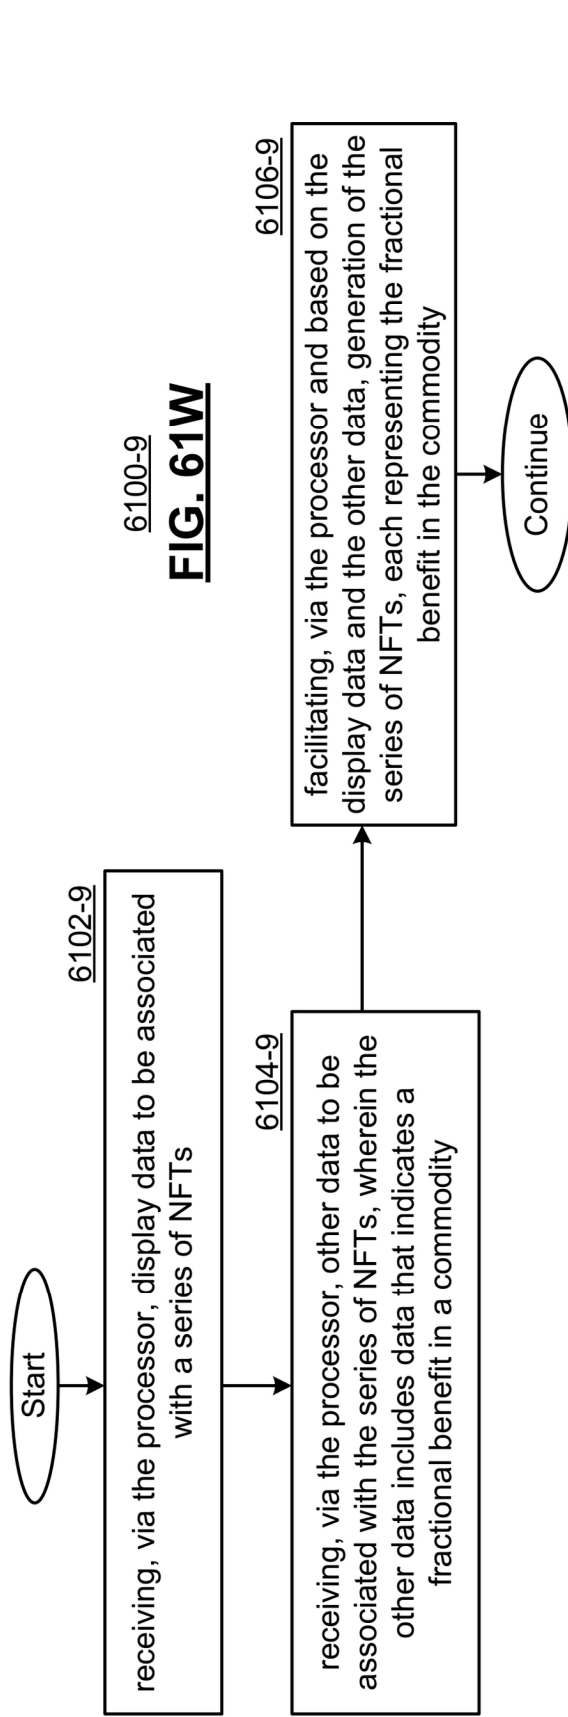 Start
6102-9
receiving, via the processor, display data to be associated
with a series of NFTs
6104-9
receiving, via the processor, other data to be
associated with the series of NFTs, wherein the
other data includes data that indicates a
fractional benefit in a commodity
6100-9
FIG. 61W
6106-9
facilitating, via the processor and based on the
display data and the other data, generation of the
series of NFTs, each representing the fractional
benefit in the commodity
Continue